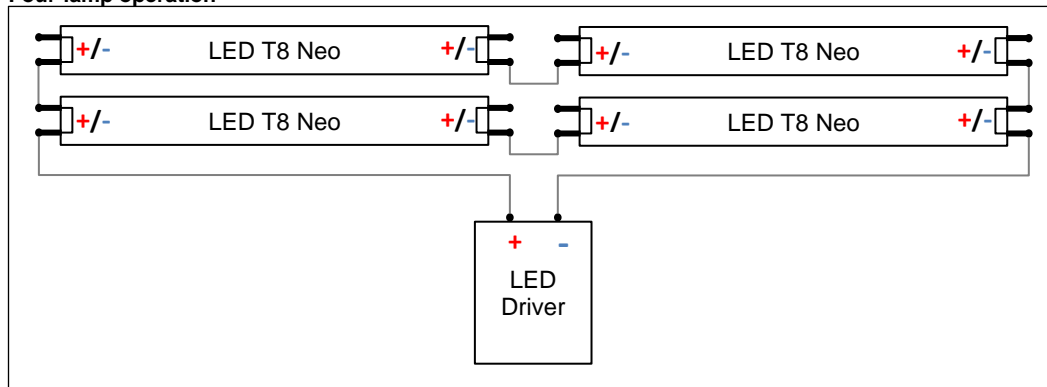 Four-lamp operation
+/- LED T8 Neo +/- +/- LED T8 Neo +/-
+/- LED T8 Neo +/- +/- LED T8 Neo +/-
+ -
LED
Driver